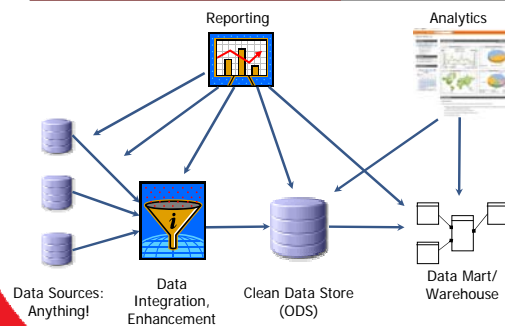 Reporting
Analytics
i
Data Sources:
Anything!
Data
Integration,
Enhancement
Clean Data Store
(ODS)
Data Mart/
Warehouse